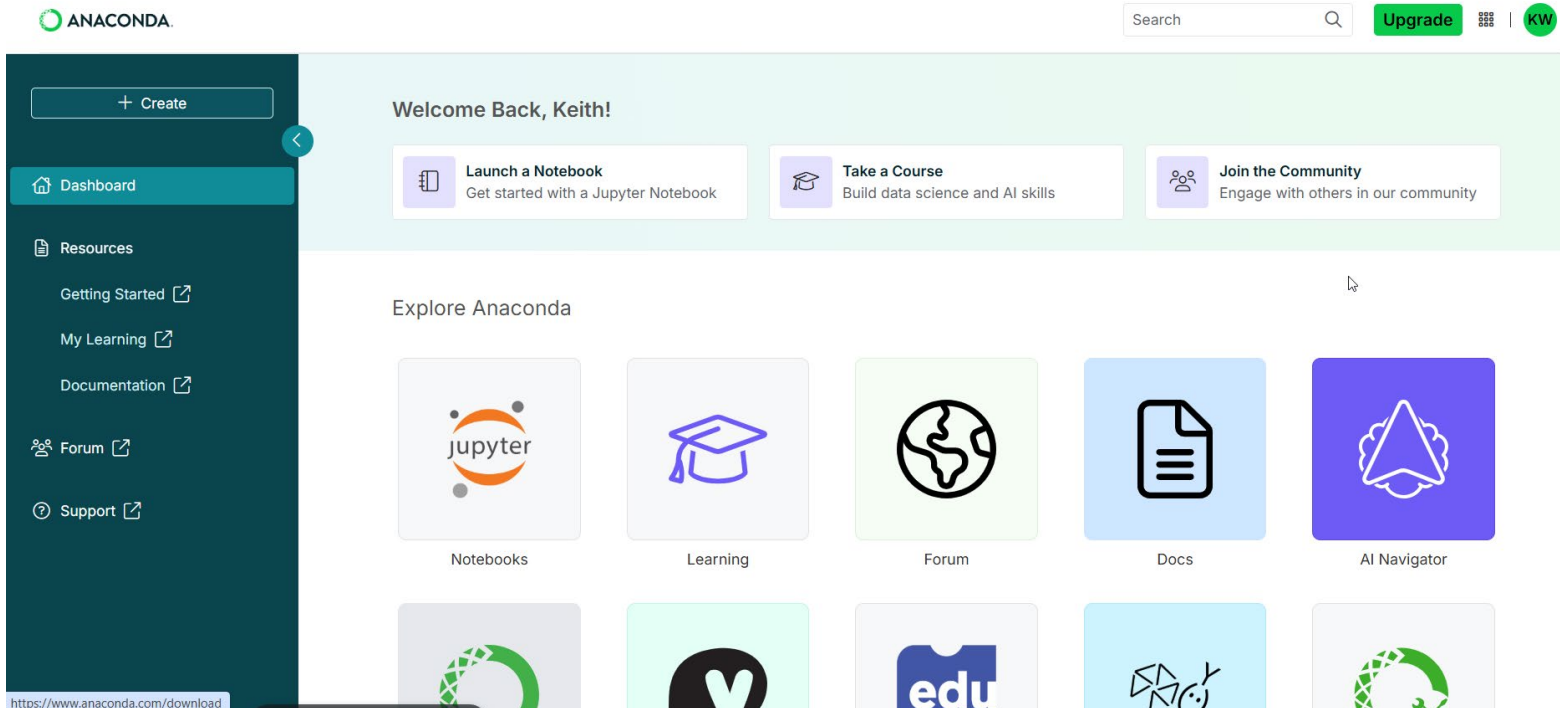 ANACONDA.
Search
Upgrade
KW
+ Create
Dashboard
Resources
Getting Started
My Learning
Documentation
Forum
Support
Welcome Back, Keith!
Launch a Notebook
Get started with a Jupyter Notebook
Take a Course
Build data science and AI skills
Join the Community
Engage with others in our community
Explore Anaconda
jupyter
Notebooks
Learning
Forum
Docs
AI Navigator
edu
https://www.anaconda.com/download